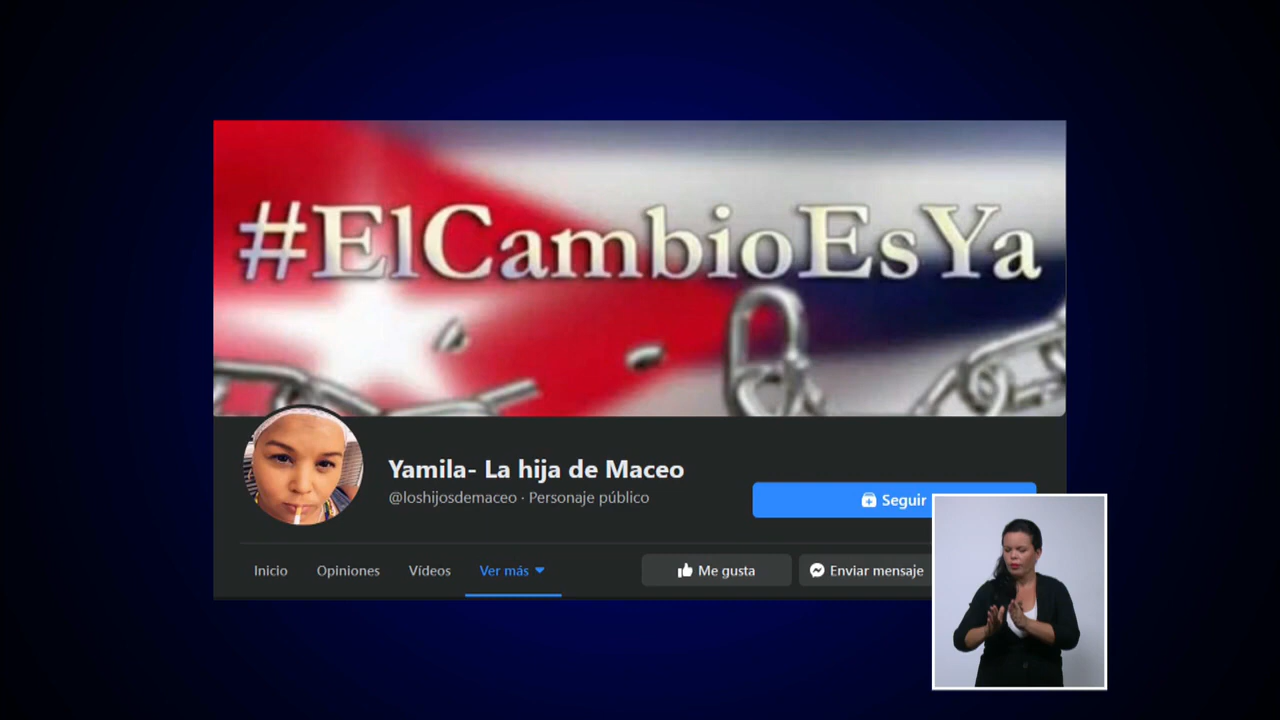 #ElCambioEsYa
Yamila- La hija de Maceo
@loshijosdemaceo · Personaje público
Seguir
Inicio Opiniones Vídeos Ver más Me gusta Enviar mensaje